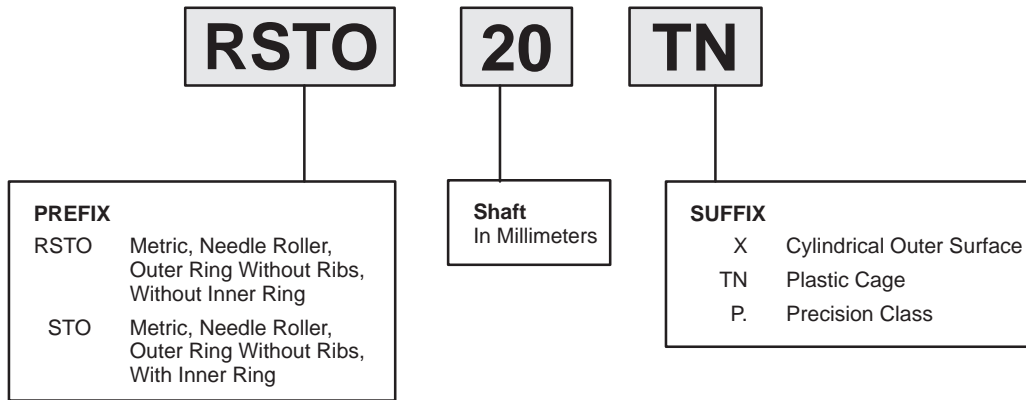 RSTO 20 TN
PREFIX
RSTO Metric, Needle Roller,
Outer Ring Without Ribs,
Without Inner Ring
STO Metric, Needle Roller,
Outer Ring Without Ribs,
With Inner Ring
Shaft
In Millimeters
SUFFIX
X Cylindrical Outer Surface
TN Plastic Cage
P. Precision Class